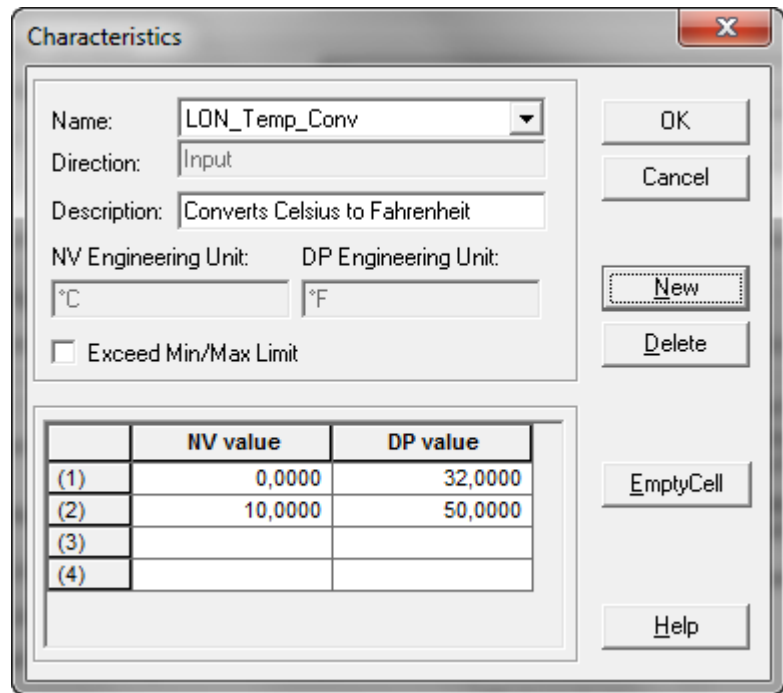 Characteristics
Name: LON_Temp_Conv
OK
Direction: Input
Cancel
Description: Converts Celsius to Fahrenheit
NV Engineering Unit: DP Engineering Unit:
°C °F
New
Exceed Min/Max Limit
Delete
NV value DP value
(1) 0,0000 32,0000
EmptyCell
(2) 10,0000 50,0000
(3)
(4)
Help